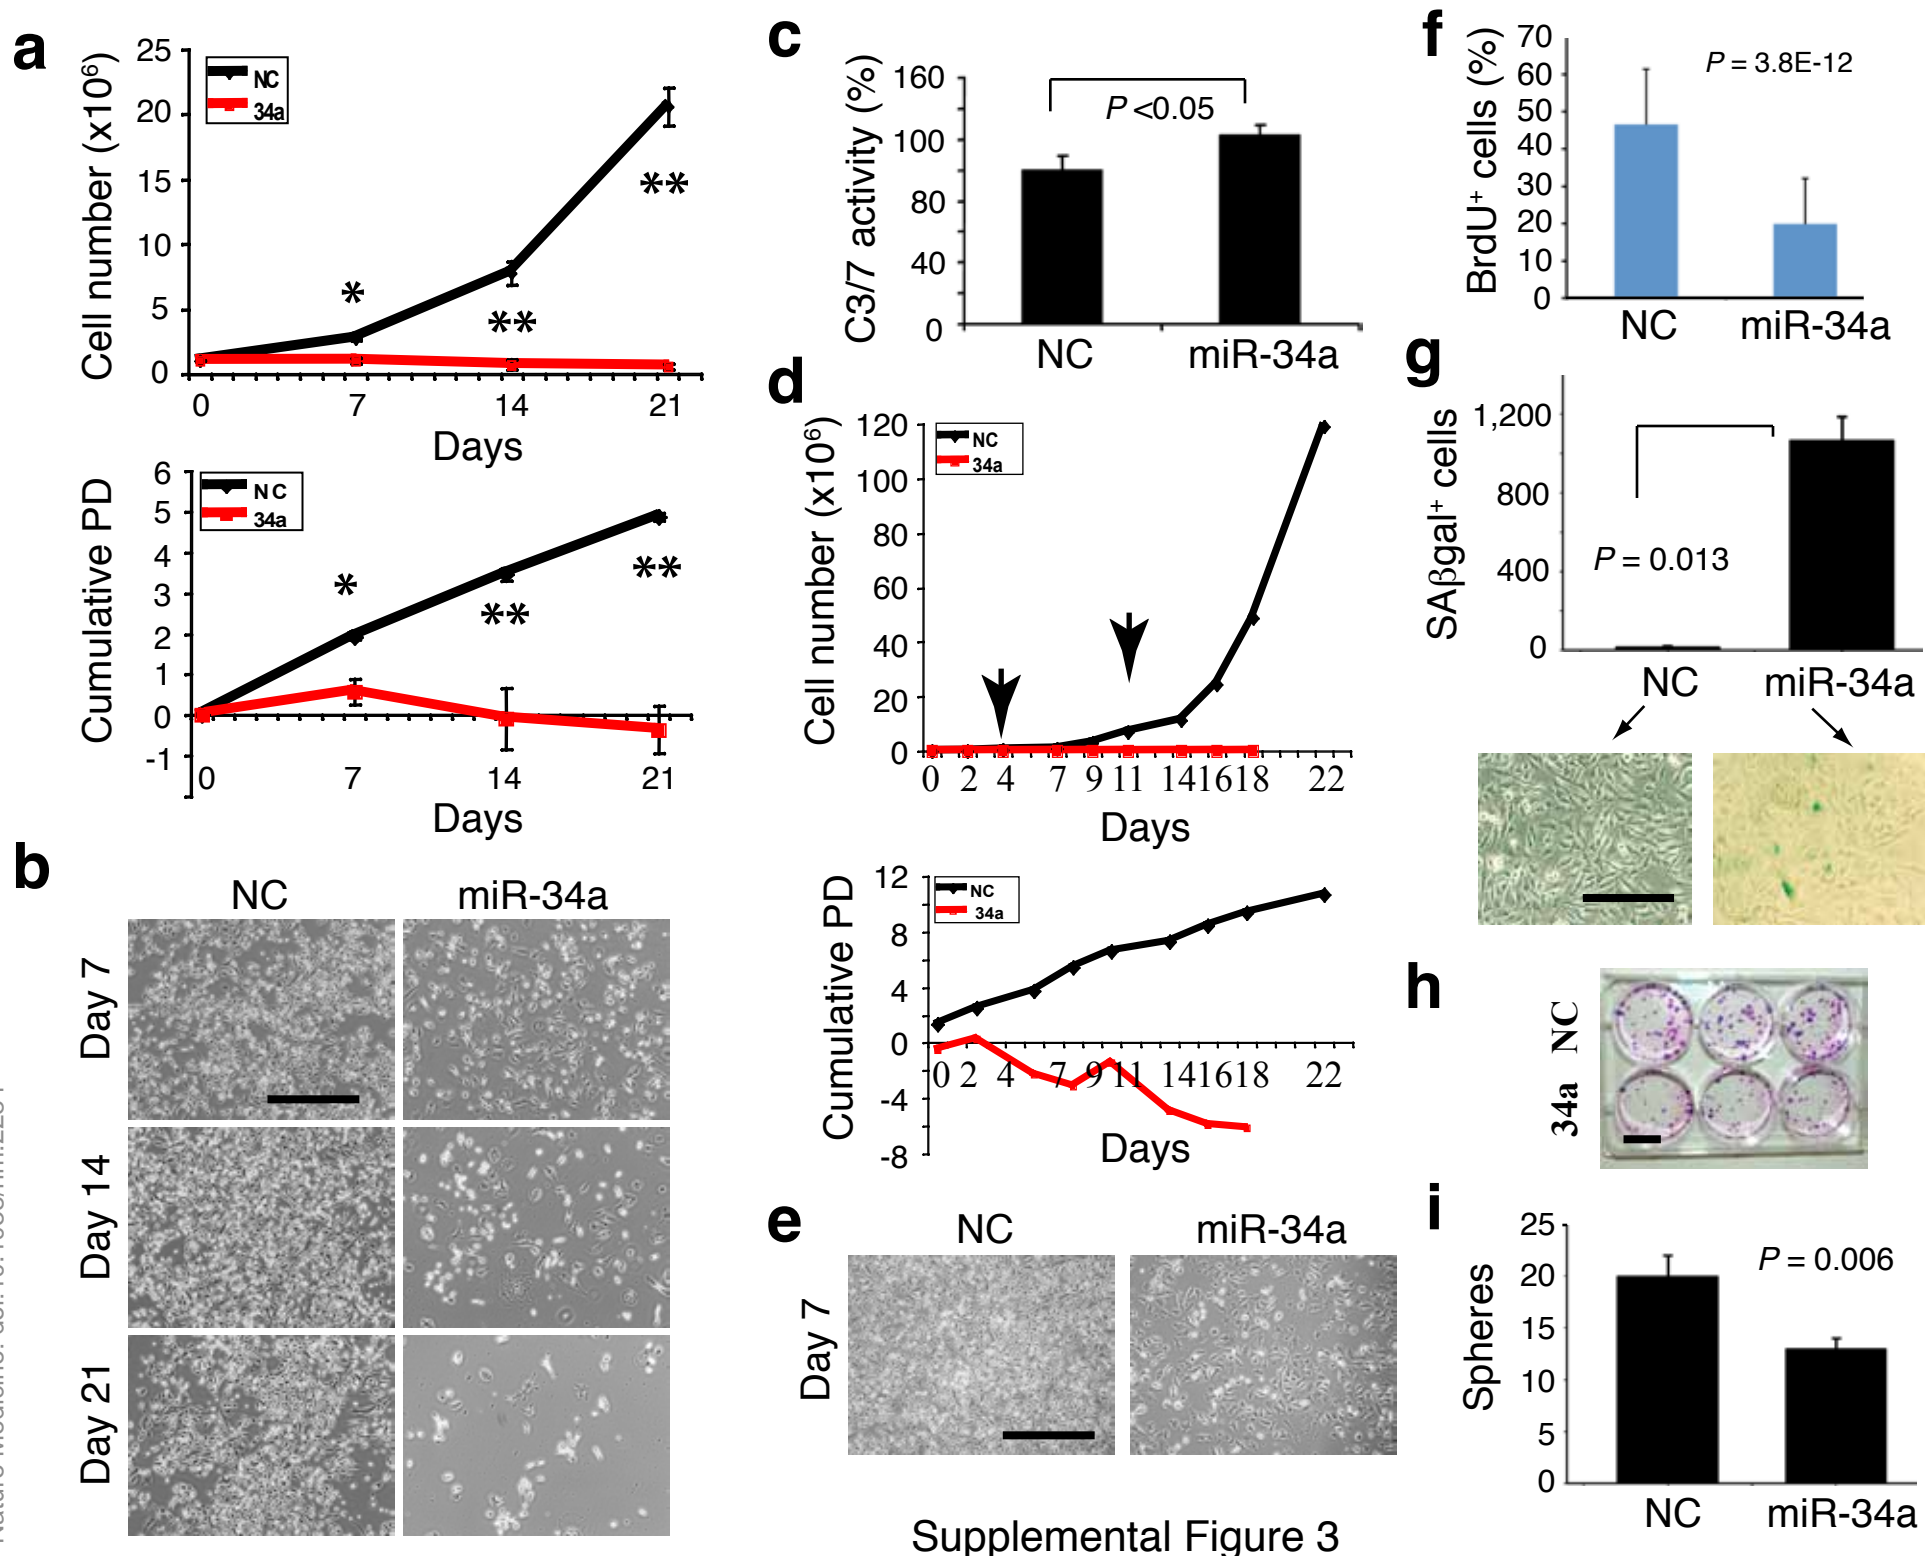 a
Cell number (x10⁶)
25
20
15
10
5
0
NC
34a
*
**
**
0 7 14 21
Days
Cumulative PD
6
5
4
3
2
1
0
-1
NC
34a
*
**
**
0 7 14 21
Days
b
NC miR-34a
Day 7
Day 14
Day 21
c
C3/7 activity (%)
160
100
80
40
0
P <0.05
NC miR-34a
d
Cell number (x10⁶)
120
100
80
60
40
20
0
NC
34a
0 2 4 7 9 11 14 16 18 22
Days
Cumulative PD
12
8
4
0
-4
-8
NC
34a
0 2 4 7 9 11 14 16 18 22
Days
e
NC miR-34a
Day 7
f
BrdU⁺ cells (%)
70
60
50
40
30
20
10
0
P = 3.8E-12
NC miR-34a
g
SAβgal⁺ cells
1,200
800
400
0
P = 0.013
NC miR-34a
h
NC
34a
i
Spheres
25
20
15
10
5
0
P = 0.006
NC miR-34a
Supplemental Figure 3